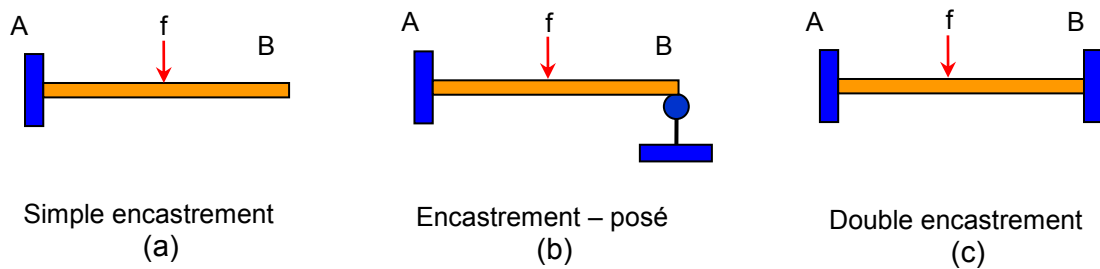 A
f
B
Simple encastrement
(a)
A
f
B
Encastrement – posé
(b)
A
f
B
Double encastrement
(c)